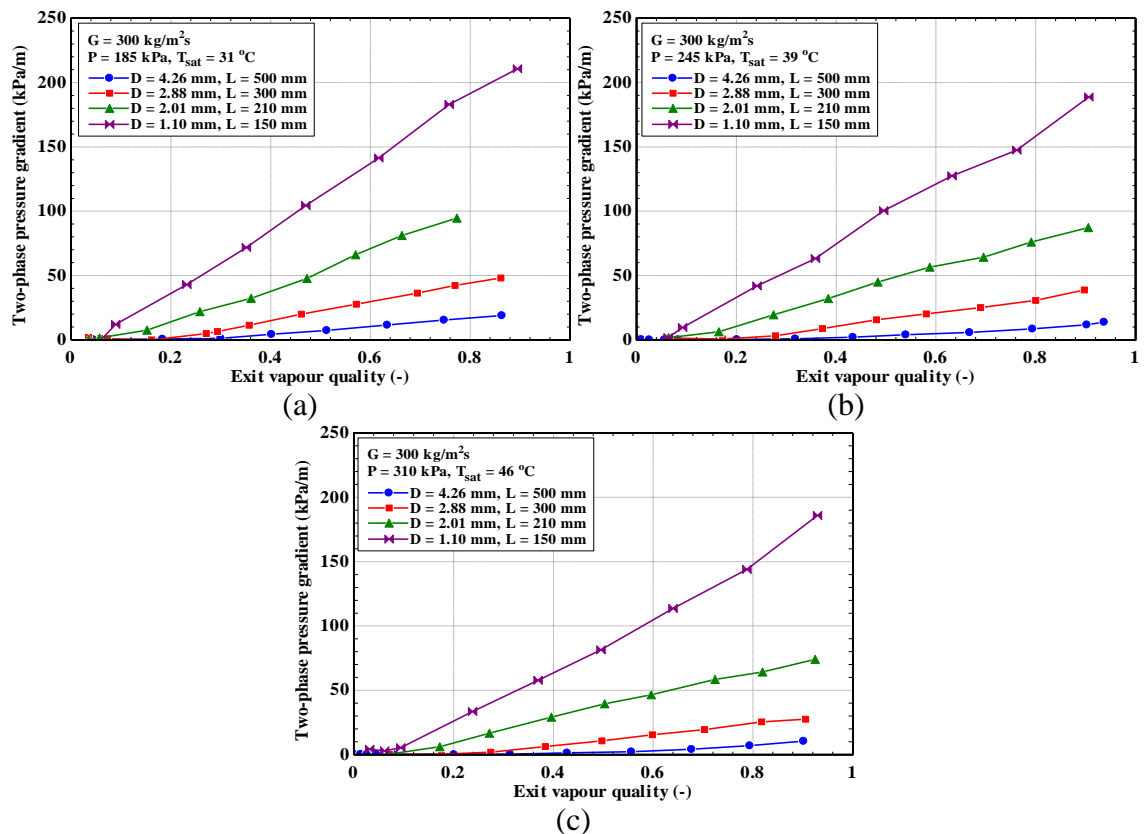 250
200
150
100
50
0
Two-phase pressure gradient (kPa/m)
G = 300 kg/m²s
P = 185 kPa, Tsat = 31 °C
D = 4.26 mm, L = 500 mm
D = 2.88 mm, L = 300 mm
D = 2.01 mm, L = 210 mm
D = 1.10 mm, L = 150 mm
0 0.2 0.4 0.6 0.8 1
Exit vapour quality (-)
(a)
250
200
150
100
50
0
Two-phase pressure gradient (kPa/m)
G = 300 kg/m²s
P = 245 kPa, Tsat = 39 °C
D = 4.26 mm, L = 500 mm
D = 2.88 mm, L = 300 mm
D = 2.01 mm, L = 210 mm
D = 1.10 mm, L = 150 mm
0 0.2 0.4 0.6 0.8 1
Exit vapour quality (-)
(b)
250
200
150
100
50
0
Two-phase pressure gradient (kPa/m)
G = 300 kg/m²s
P = 310 kPa, Tsat = 46 °C
D = 4.26 mm, L = 500 mm
D = 2.88 mm, L = 300 mm
D = 2.01 mm, L = 210 mm
D = 1.10 mm, L = 150 mm
0 0.2 0.4 0.6 0.8 1
Exit vapour quality (-)
(c)